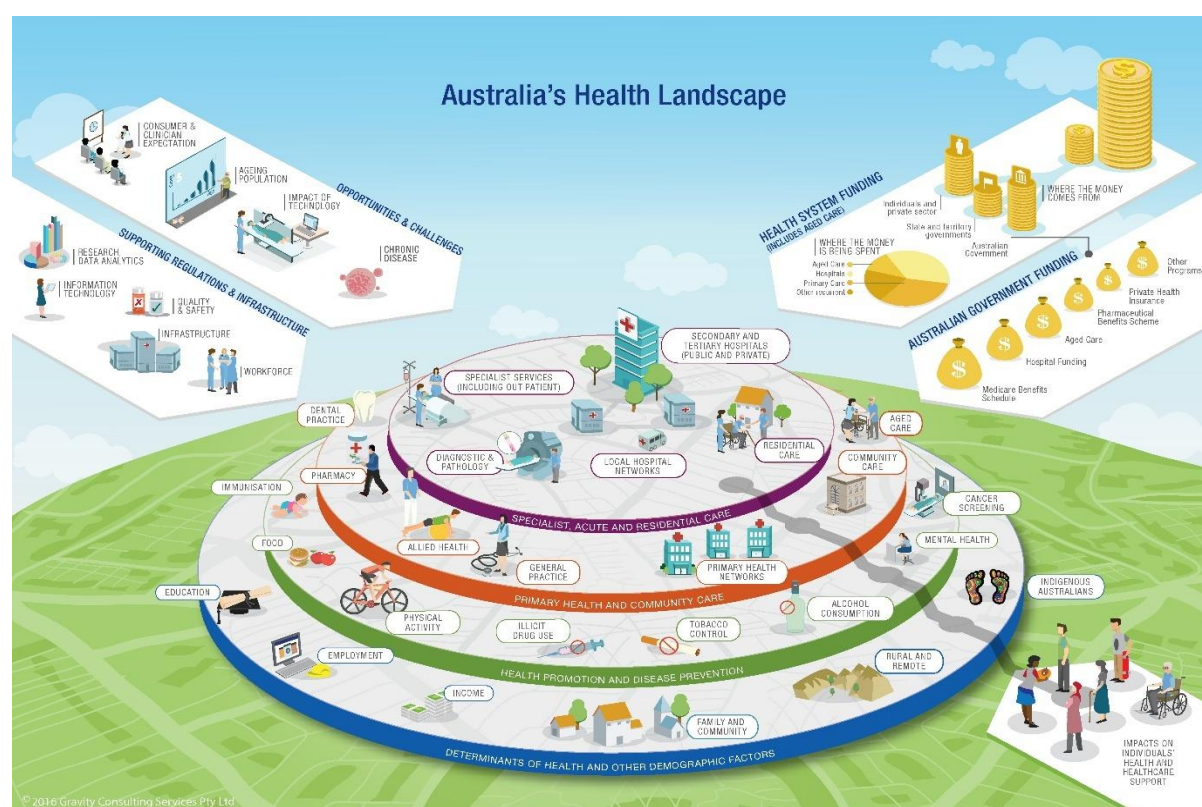 Australia's Health Landscape
CONSUMER &
CLINICIAN
EXPECTATION
AGEING
POPULATION
IMPACT OF
TECHNOLOGY
CHRONIC
DISEASE
OPPORTUNITIES & CHALLENGES
RESEARCH
DATA ANALYTICS
INFORMATION
TECHNOLOGY
QUALITY
& SAFETY
INFRASTRUCTURE
WORKFORCE
SUPPORTING REGULATIONS & INFRASTRUCTURE
HEALTH SYSTEM FUNDING
(INCLUDES AGED CARE)
WHERE THE MONEY
COMES FROM
Individuals and
private sector
State and territory
governments
Australian
Government
WHERE THE MONEY
IS BEING SPENT
Aged Care
Hospitals
Primary Care
Other recurrent
AUSTRALIAN GOVERNMENT FUNDING
Other
Programs
Private Health
Insurance
Pharmaceutical
Benefits Scheme
Aged Care
Hospital Funding
Medicare Benefits
Schedule
SECONDARY AND
TERTIARY HOSPITALS
(PUBLIC AND PRIVATE)
SPECIALIST SERVICES
(INCLUDING OUT PATIENT)
DIAGNOSTIC &
PATHOLOGY
LOCAL HOSPITAL
NETWORKS
RESIDENTIAL
CARE
SPECIALIST, ACUTE AND RESIDENTIAL CARE
DENTAL
PRACTICE
PHARMACY
ALLIED HEALTH
GENERAL
PRACTICE
PRIMARY HEALTH
NETWORKS
COMMUNITY
CARE
AGED
CARE
PRIMARY HEALTH AND COMMUNITY CARE
IMMUNISATION
FOOD
PHYSICAL
ACTIVITY
ILLICIT
DRUG USE
TOBACCO
CONTROL
ALCOHOL
CONSUMPTION
MENTAL HEALTH
CANCER
SCREENING
HEALTH PROMOTION AND DISEASE PREVENTION
EDUCATION
EMPLOYMENT
INCOME
FAMILY AND
COMMUNITY
RURAL AND
REMOTE
INDIGENOUS
AUSTRALIANS
DETERMINANTS OF HEALTH AND OTHER DEMOGRAPHIC FACTORS
IMPACTS ON
INDIVIDUALS'
HEALTH AND
HEALTHCARE
SUPPORT
© 2016 Gravity Consulting Services Pty Ltd